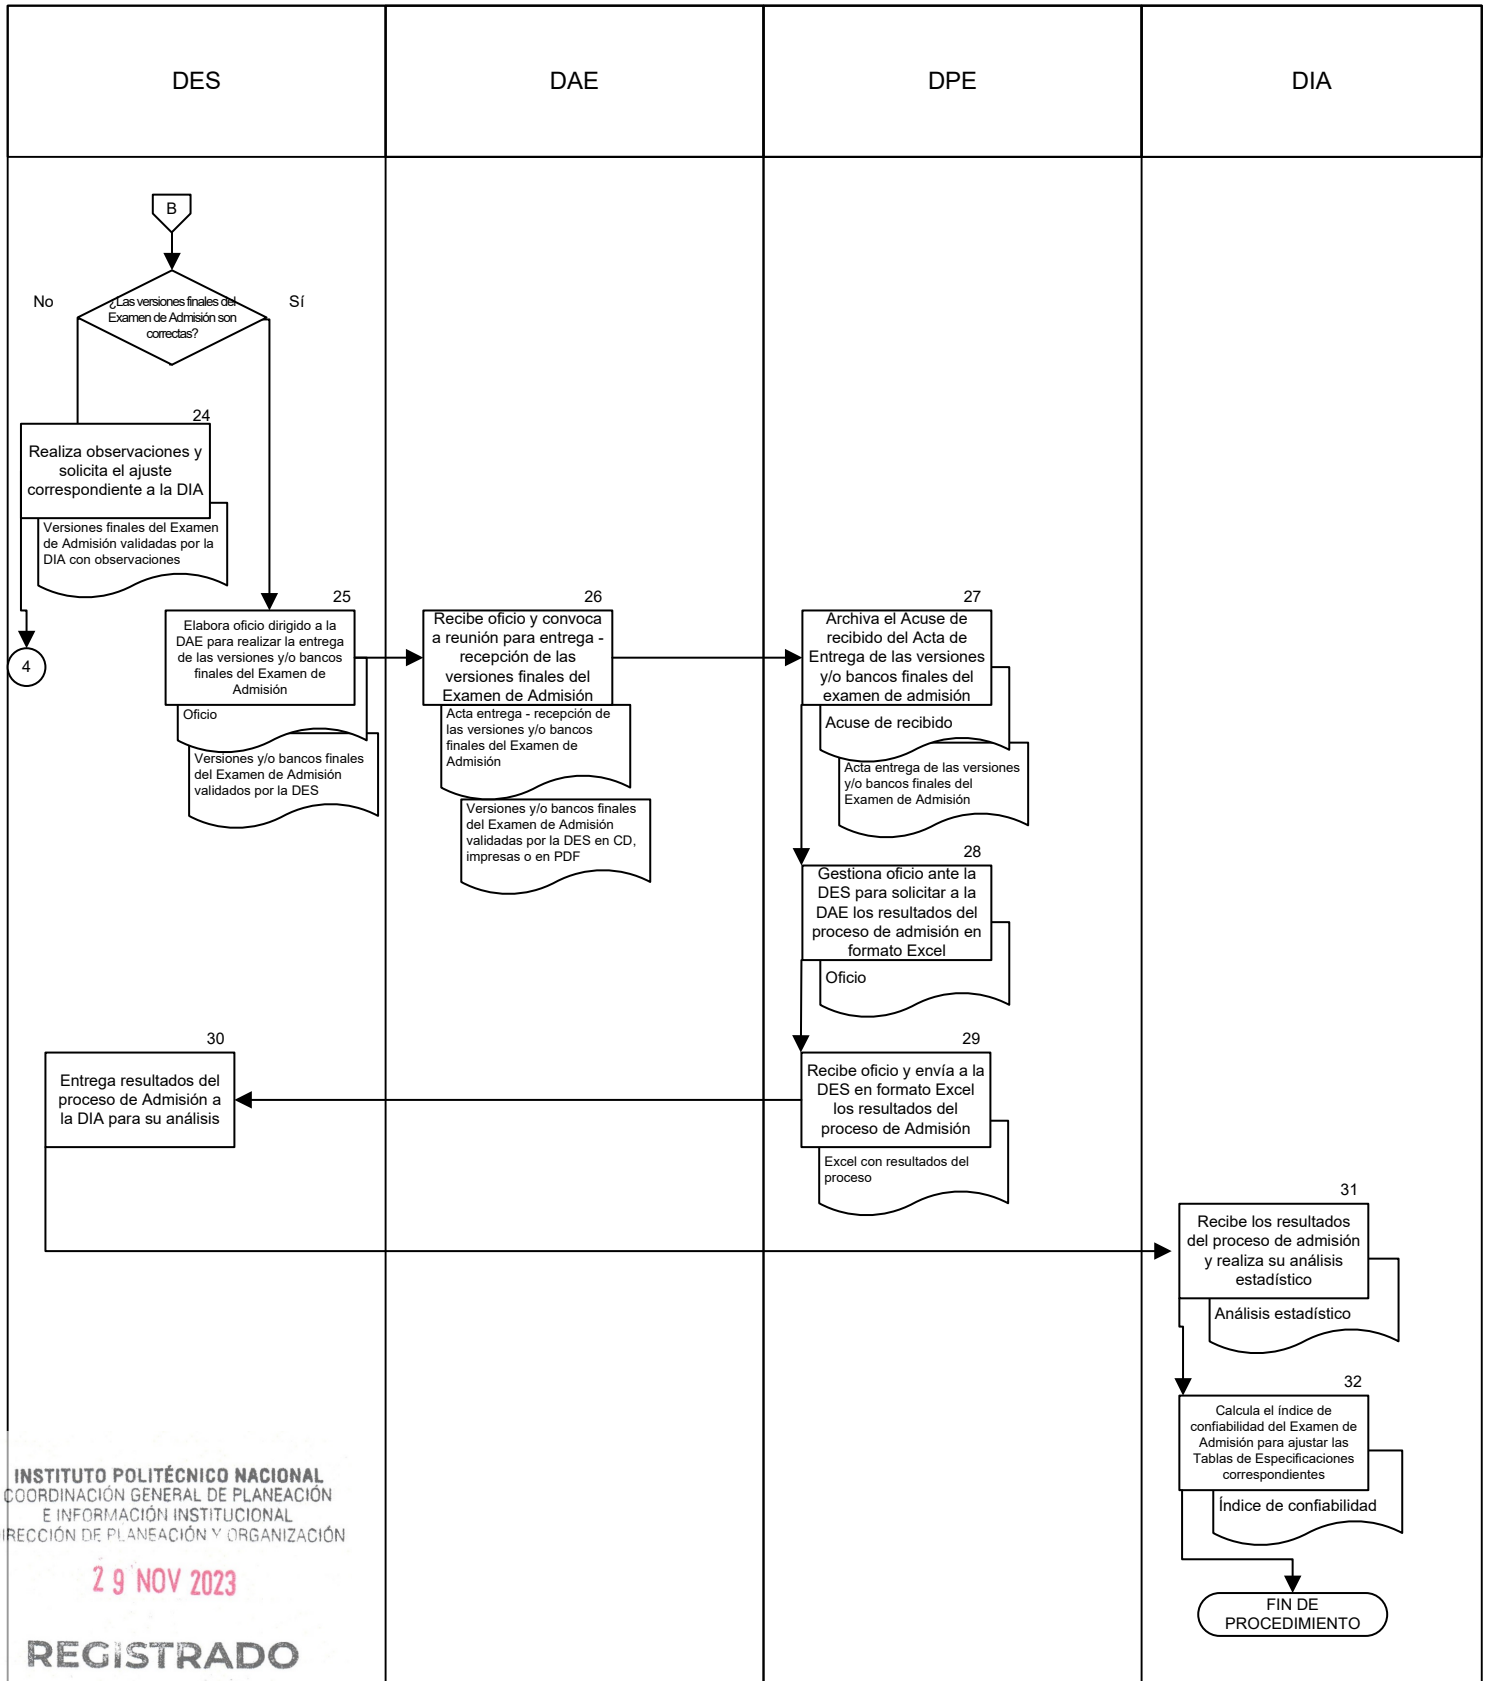 DES
DAE
DPE
DIA
B
No
¿Las versiones finales del
Examen de Admisión son
correctas?
Sí
24
Realiza observaciones y
solicita el ajuste
correspondiente a la DIA
Versiones finales del Examen
de Admisión validadas por la
DIA con observaciones
4
25
Elabora oficio dirigido a la
DAE para realizar la entrega
de las versiones y/o bancos
finales del Examen de
Admisión
Oficio
Versiones y/o bancos finales
del Examen de Admisión
validados por la DES
26
Recibe oficio y convoca
a reunión para entrega -
recepción de las
versiones finales del
Examen de Admisión
Acta entrega - recepción de
las versiones y/o bancos
finales del Examen de
Admisión
Versiones y/o bancos finales
del Examen de Admisión
validadas por la DES en CD,
impresas o en PDF
27
Archiva el Acuse de
recibido del Acta de
Entrega de las versiones
y/o bancos finales del
examen de admisión
Acuse de recibido
Acta entrega de las versiones
y/o bancos finales del
Examen de Admisión
28
Gestiona oficio ante la
DES para solicitar a la
DAE los resultados del
proceso de admisión en
formato Excel
Oficio
29
Recibe oficio y envía a la
DES en formato Excel
los resultados del
proceso de Admisión
Excel con resultados del
proceso
30
Entrega resultados del
proceso de Admisión a
la DIA para su análisis
31
Recibe los resultados
del proceso de admisión
y realiza su análisis
estadístico
Análisis estadístico
32
Calcula el índice de
confiabilidad del Examen de
Admisión para ajustar las
Tablas de Especificaciones
correspondientes
Índice de confiabilidad
FIN DE
PROCEDIMIENTO
INSTITUTO POLITÉCNICO NACIONAL
COORDINACIÓN GENERAL DE PLANEACIÓN
E INFORMACIÓN INSTITUCIONAL
IRECCIÓN DE PLANEACIÓN Y ORGANIZACIÓN
29 NOV 2023
REGISTRADO